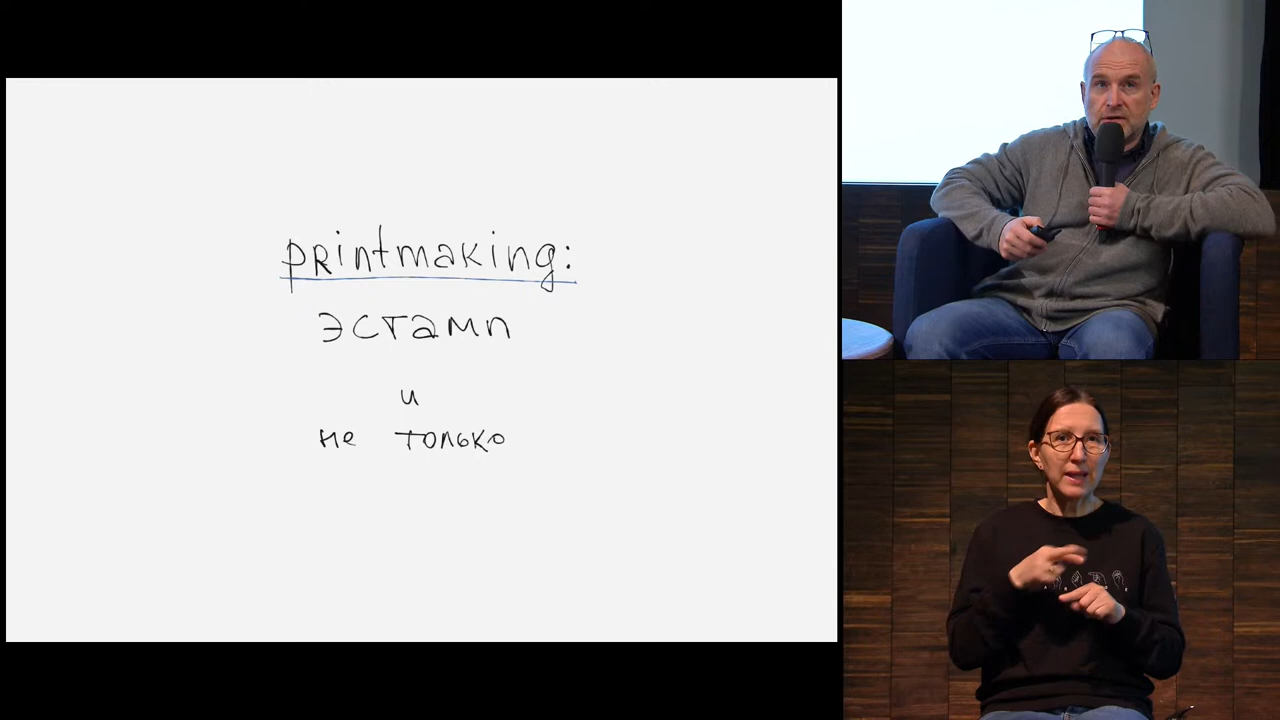 printmaking:
эстамп
и
не только